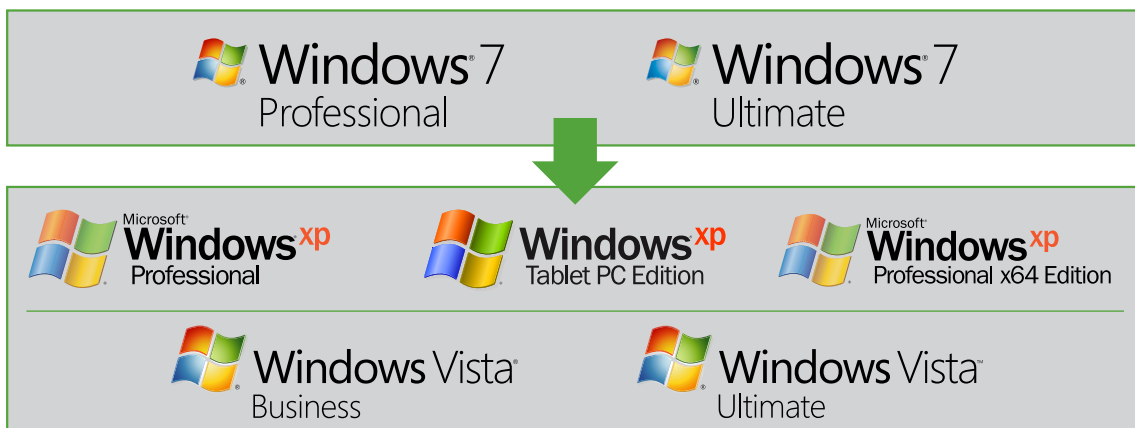 Windows® 7
Professional
Windows® 7
Ultimate
Microsoft®
Windows® xp
Professional
Windows® xp
Tablet PC Edition
Microsoft®
Windows® xp
Professional x64 Edition
Windows Vista®
Business
Windows Vista™
Ultimate